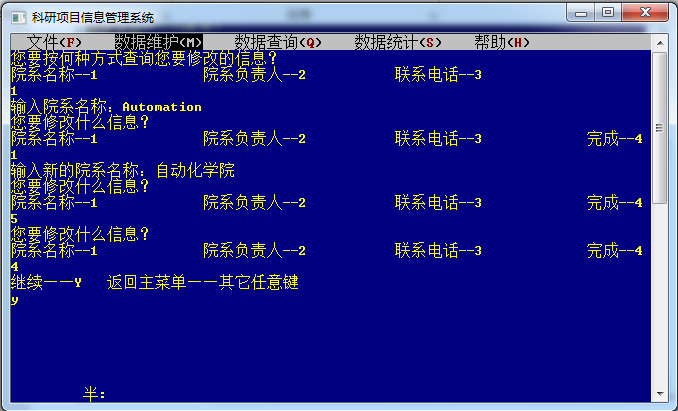 科研项目信息管理系统
文件(F) 数据维护(M) 数据查询(Q) 数据统计(S) 帮助(H)
您要按何种方式查询您要修改的信息?
院系名称--1 院系负责人--2 联系电话--3
1
输入院系名称: Automation
您要修改什么信息?
院系名称--1 院系负责人--2 联系电话--3 完成--4
1
输入新的院系名称: 自动化学院
您要修改什么信息?
院系名称--1 院系负责人--2 联系电话--3 完成--4
5
您要修改什么信息?
院系名称--1 院系负责人--2 联系电话--3 完成--4
4
继续——Y 返回主菜单——其它任意键
y
半: